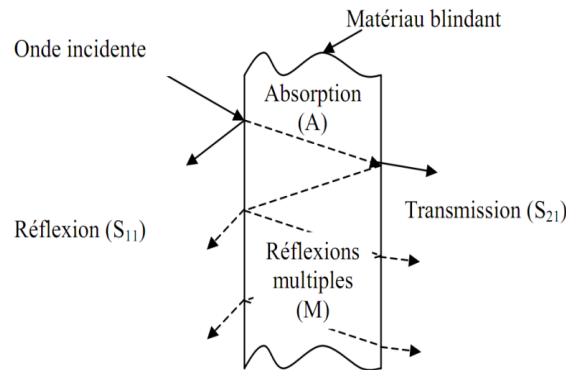 Matériau blindant
Onde incidente
Absorption
(A)
Réflexion (S₁₁)
Transmission (S₂₁)
Réflexions
multiples
(M)